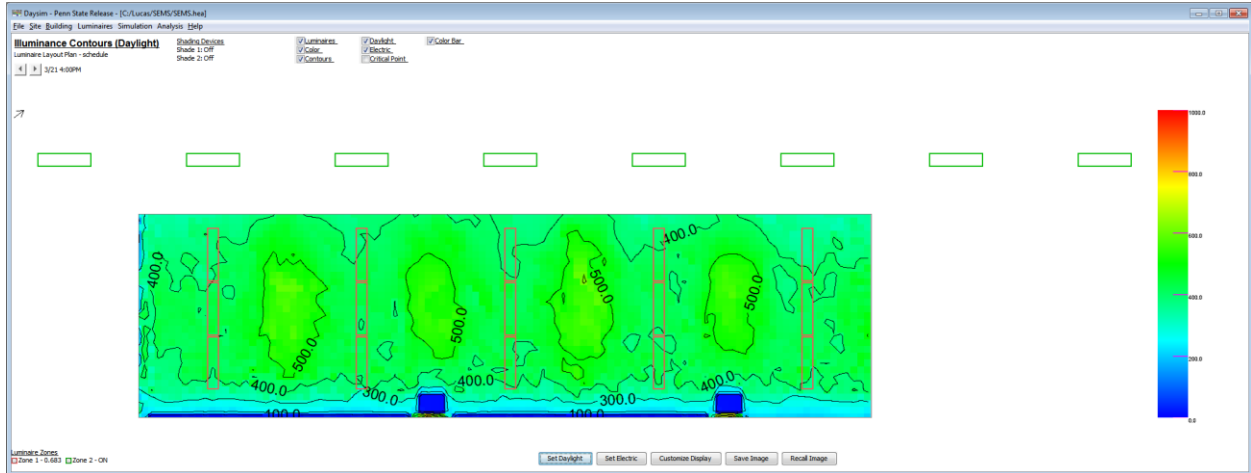 Daysim - Penn State Release - [C:/Lucas/SEMS/SEMS.hea]
File Site Building Luminaires Simulation Analysis Help
Illuminance Contours (Daylight)
Luminaire Layout Plan - schedule
3/21 4:00PM
Shading Devices
Shade 1: Off
Shade 2: Off
Luminaires Daylight Color Bar
Color Electric
Contours Critical Point
1000.0
800.0
600.0
400.0
200.0
0.0
400.0
400.0
500.0
500.0
500.0
500.0
400.0
400.0
400.0
300.0
300.0
100.0
100.0
Luminaire Zones
Zone 1 - 0.683 Zone 2 - ON
Set Daylight Set Electric Customize Display Save Image Recall Image